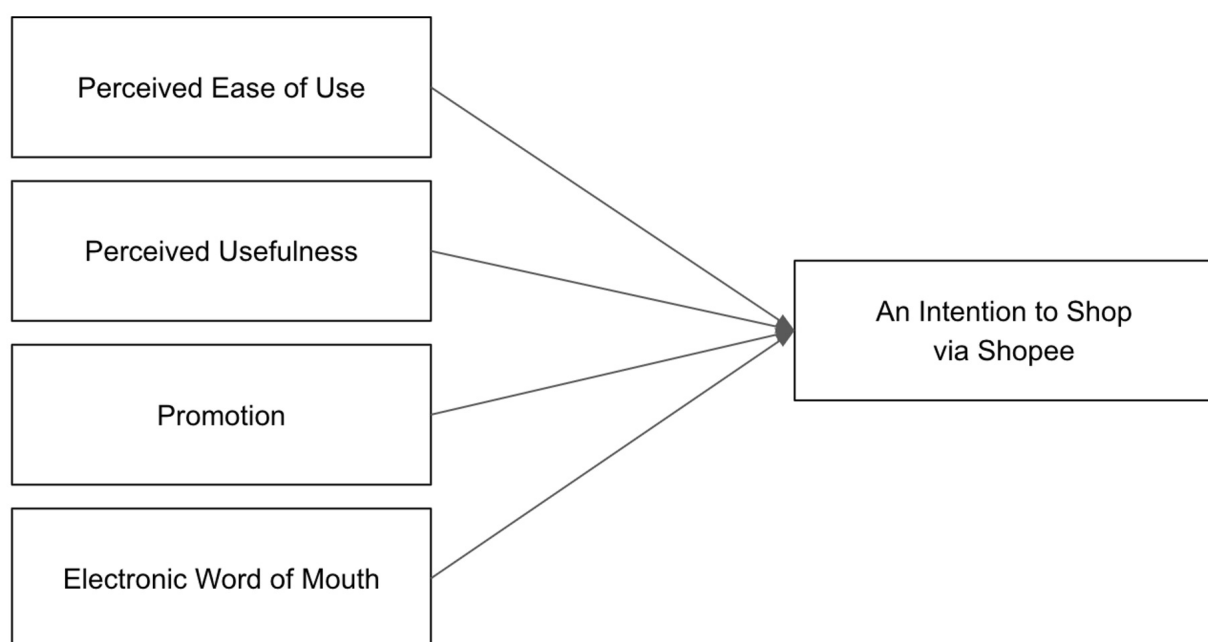 Perceived Ease of Use
Perceived Usefulness
Promotion
Electronic Word of Mouth
An Intention to Shop
via Shopee